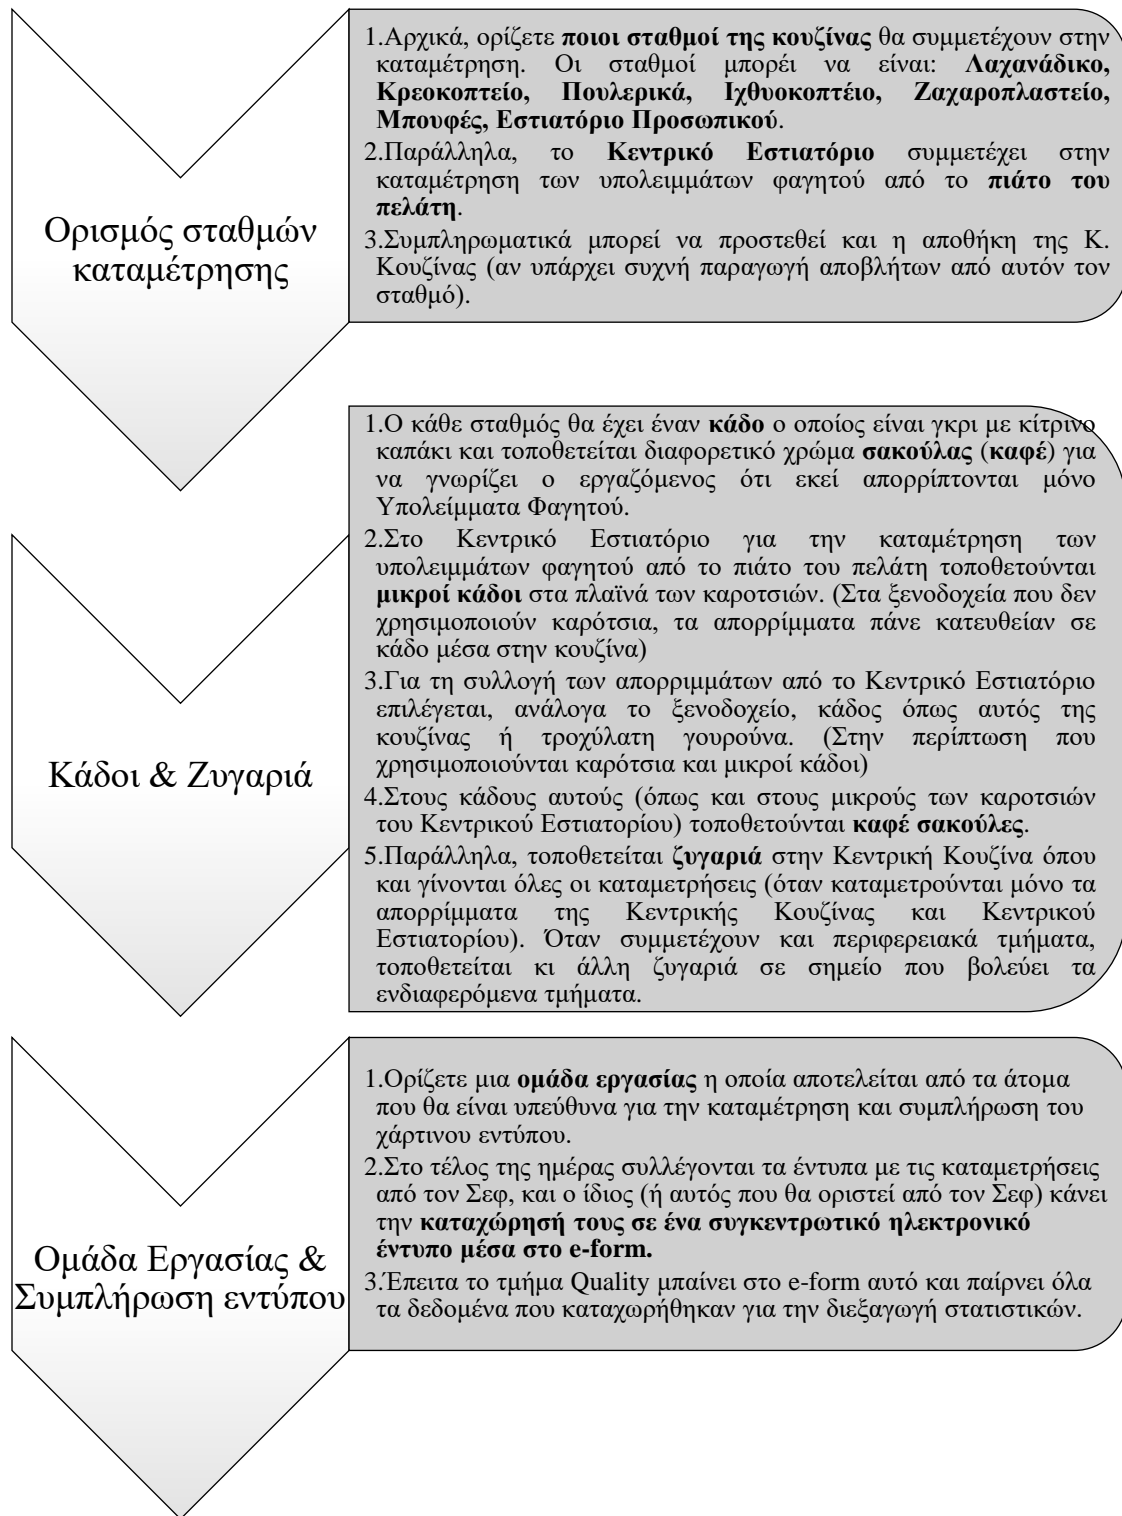 Ορισμός σταθμών
καταμέτρησης
1.Αρχικά, ορίζετε ποιοι σταθμοί της κουζίνας θα συμμετέχουν στην
καταμέτρηση. Οι σταθμοί μπορέι να είναι: Λαχανάδικο,
Κρεοκοπτείο, Πουλερικά, Ιχθυοκοπτέιο, Ζαχαροπλαστείο,
Μπουφές, Εστιατόριο Προσωπικού.
2.Παράλληλα, το Κεντρικό Εστιατόριο συμμετέχει στην
καταμέτρηση των υπολειμμάτων φαγητού από το πιάτο του
πελάτη.
3.Συμπληρωματικά μπορεί να προστεθεί και η αποθήκη της Κ.
Κουζίνας (αν υπάρχει συχνή παραγωγή αποβλήτων από αυτόν τον
σταθμό).
Κάδοι & Ζυγαριά
1.Ο κάθε σταθμός θα έχει έναν κάδο ο οποίος είναι γκρι με κίτρινο
καπάκι και τοποθετείται διαφορετικό χρώμα σακούλας (καφέ) για
να γνωρίζει ο εργαζόμενος ότι εκεί απορρίπτονται μόνο
Υπολείμματα Φαγητού.
2.Στο Κεντρικό Εστιατόριο για την καταμέτρηση των
υπολειμμάτων φαγητού από το πιάτο του πελάτη τοποθετούνται
μικροί κάδοι στα πλαϊνά των καροτσιών. (Στα ξενοδοχεία που δεν
χρησιμοποιούν καρότσια, τα απορρίμματα πάνε κατευθείαν σε
κάδο μέσα στην κουζίνα)
3.Για τη συλλογή των απορριμμάτων από το Κεντρικό Εστιατόριο
επιλέγεται, ανάλογα το ξενοδοχείο, κάδος όπως αυτός της
κουζίνας ή τροχύλατη γουρούνα. (Στην περίπτωση που
χρησιμοποιούνται καρότσια και μικροί κάδοι)
4.Στους κάδους αυτούς (όπως και στους μικρούς των καροτσιών
του Κεντρικού Εστιατορίου) τοποθετούνται καφέ σακούλες.
5.Παράλληλα, τοποθετείται ζυγαριά στην Κεντρική Κουζίνα όπου
και γίνονται όλες οι καταμετρήσεις (όταν καταμετρούνται μόνο τα
απορρίμματα της Κεντρικής Κουζίνας και Κεντρικού
Εστιατορίου). Όταν συμμετέχουν και περιφερειακά τμήματα,
τοποθετείται κι άλλη ζυγαριά σε σημείο που βολεύει τα
ενδιαφερόμενα τμήματα.
Ομάδα Εργασίας &
Συμπλήρωση εντύπου
1.Ορίζετε μια ομάδα εργασίας η οποία αποτελείται από τα άτομα
που θα είναι υπεύθυνα για την καταμέτρηση και συμπλήρωση του
χάρτινου εντύπου.
2.Στο τέλος της ημέρας συλλέγονται τα έντυπα με τις καταμετρήσεις
από τον Σεφ, και ο ίδιος (ή αυτός που θα οριστεί από τον Σεφ) κάνει
την καταχώρησή τους σε ένα συγκεντρωτικό ηλεκτρονικό
έντυπο μέσα στο e-form.
3.Έπειτα το τμήμα Quality μπαίνει στο e-form αυτό και παίρνει όλα
τα δεδομένα που καταχωρήθηκαν για την διεξαγωγή στατιστικών.